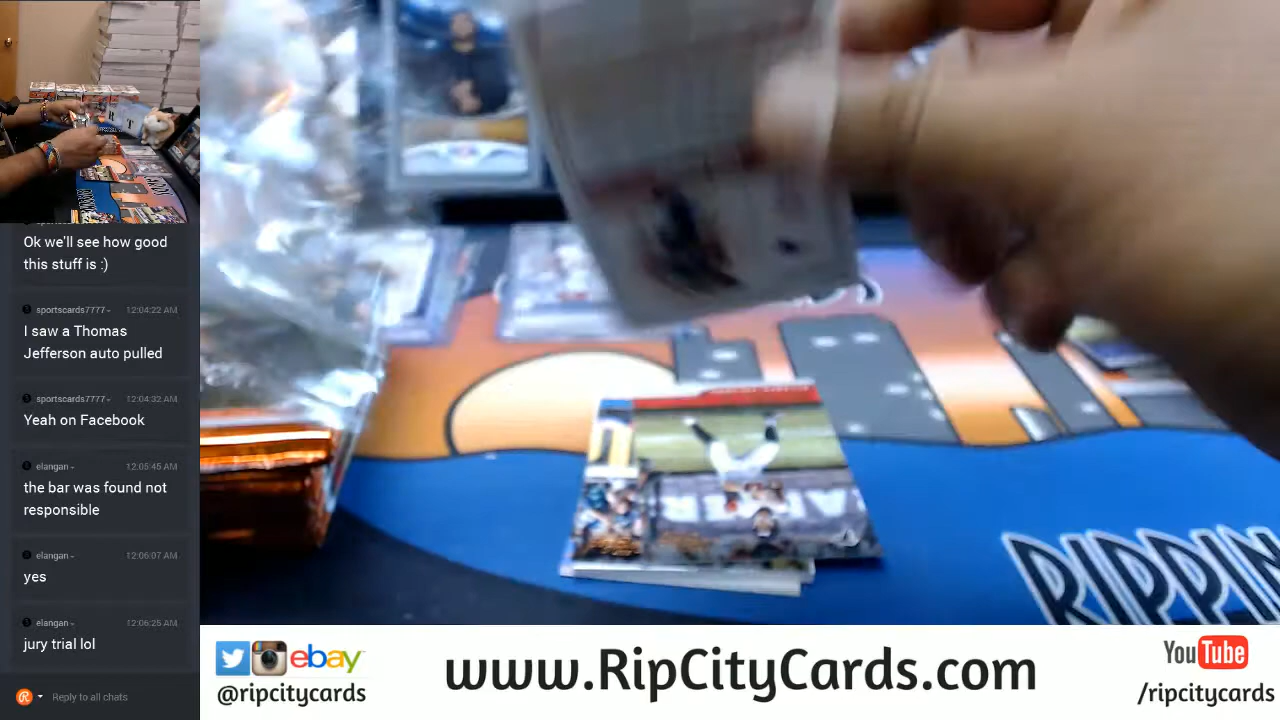 Ok we'll see how good
this stuff is :)
sportscards7777
12:04:22 AM
I saw a Thomas
Jefferson auto pulled
sportscards7777
12:04:32 AM
Yeah on Facebook
elangan
12:05:45 AM
the bar was found not
responsible
elangan
12:06:07 AM
yes
elangan
12:06:25 AM
jury trial lol
Reply to all chats
RIPPIN
ebay
@ripcitycards
www.RipCityCards.com
YouTube
/ripcitycards